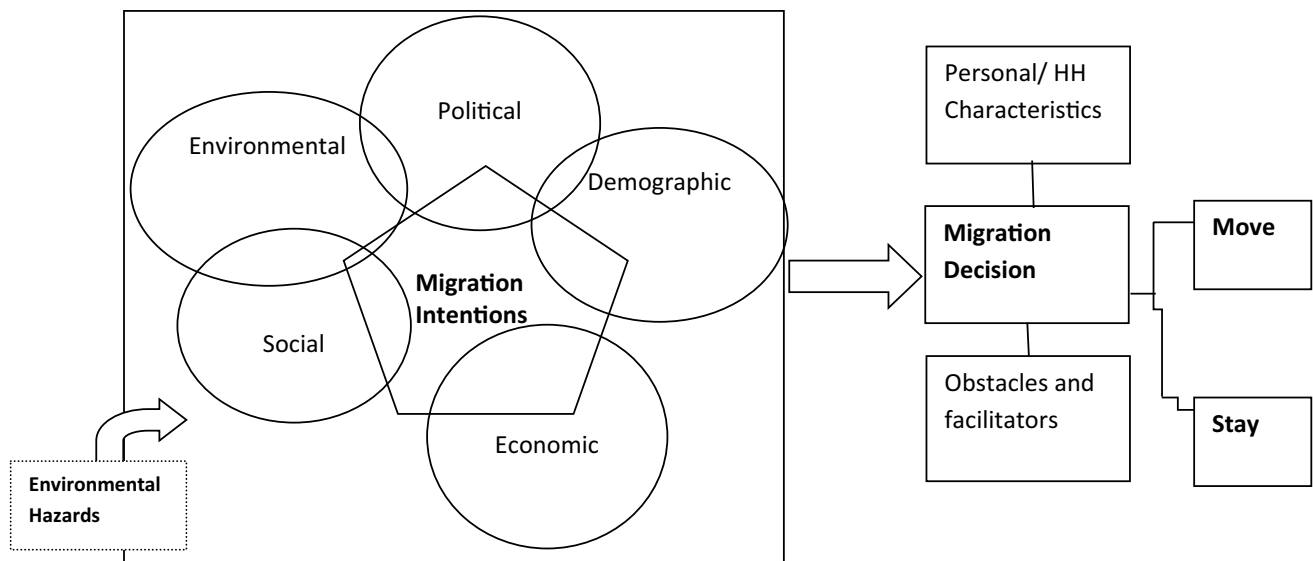 Political
Environmental
Demographic
Migration
Intentions
Social
Economic
Environmental
Hazards
Personal/ HH
Characteristics
Migration
Decision
Obstacles and
facilitators
Move
Stay